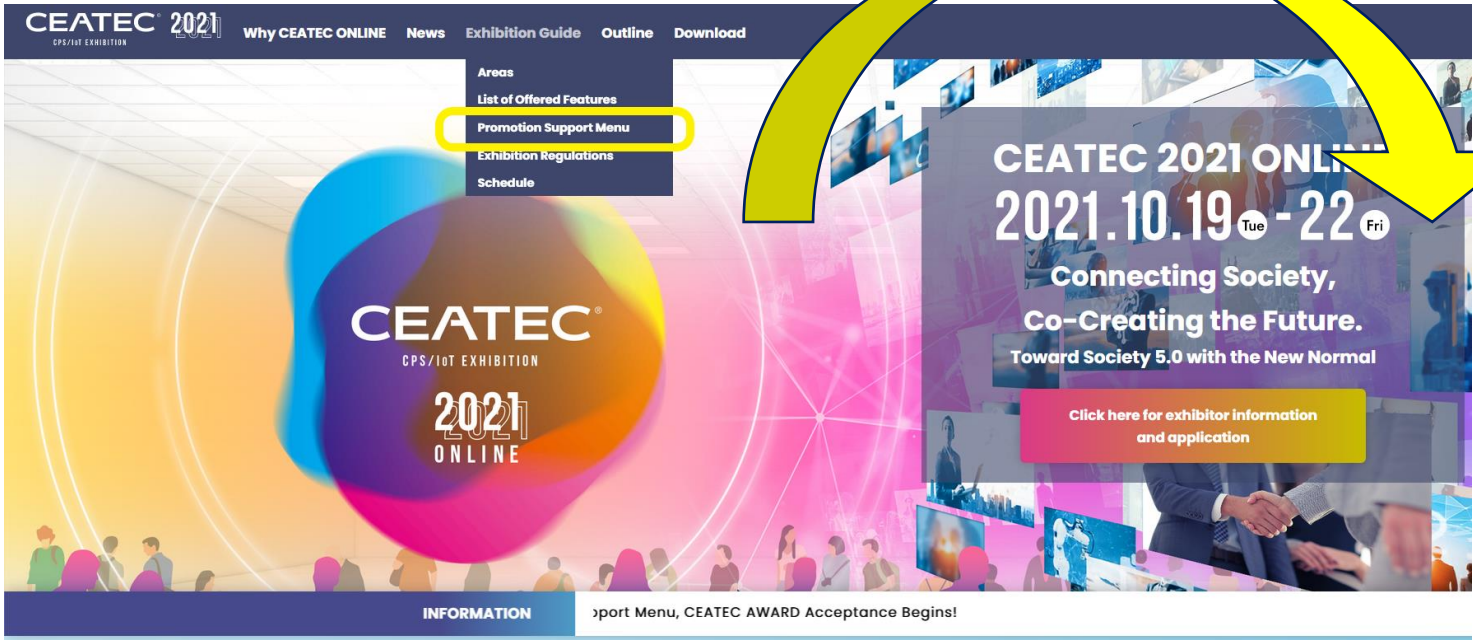 CEATEC® 2021
CPS/IoT EXHIBITION
Why CEATEC ONLINE News Exhibition Guide Outline Download
Areas
List of Offered Features
Promotion Support Menu
Exhibition Regulations
Schedule
CEATEC®
CPS/IoT EXHIBITION
2021
ONLINE
CEATEC 2021
2021.10.19 Tue - 22 Fri
Connecting Society,
Co-Creating the Future.
Toward Society 5.0 with the New Normal
Click here for exhibitor information
and application
INFORMATION
Menu, CEATEC AWARD Acceptance Begins!